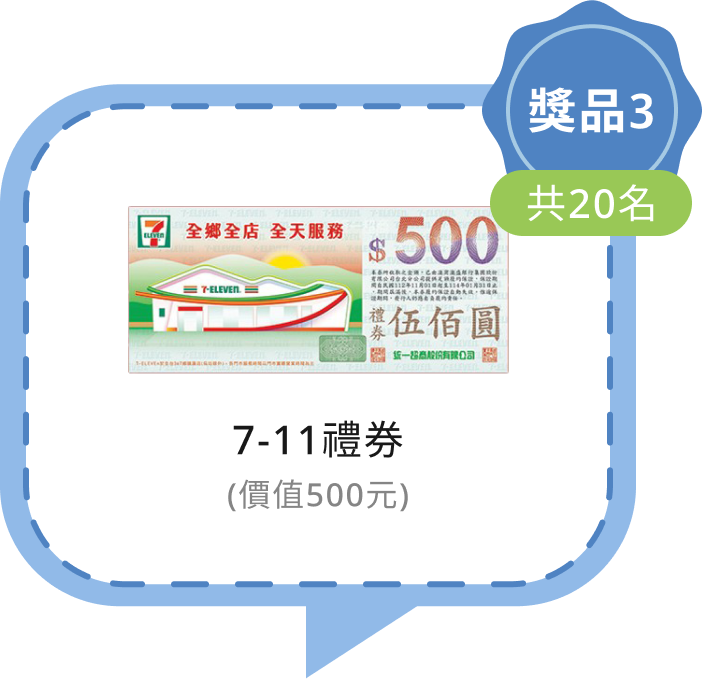 獎品3
共20名
7-ELEVEN
全鄉全店 全天服務
$500
7-ELEVEN
禮券
伍佰圓
統一超商股份有限公司
7-11禮券
(價值500元)